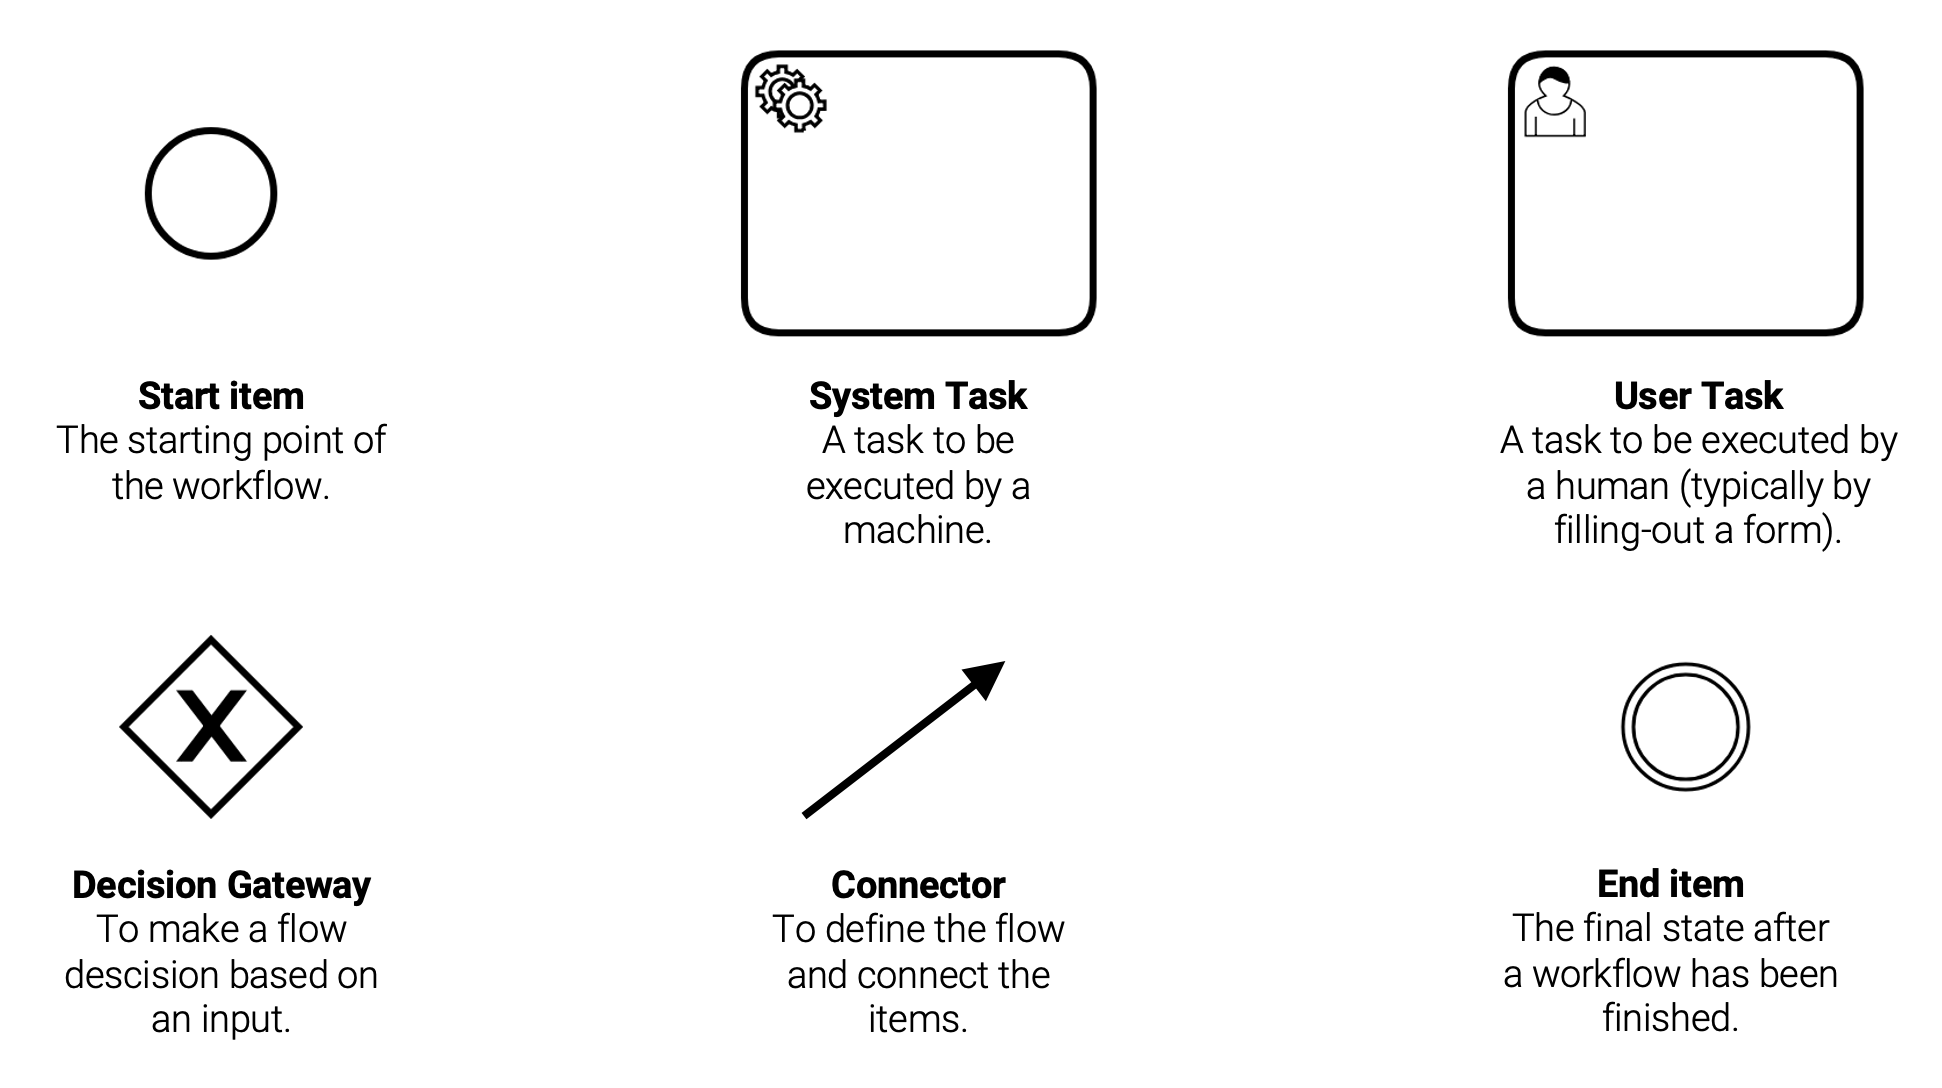 Start item
The starting point of
the workflow.
System Task
A task to be
executed by a
machine.
User Task
A task to be executed by
a human (typically by
filling-out a form).
X
Decision Gateway
To make a flow
descision based on
an input.
Connector
To define the flow
and connect the
items.
End item
The final state after
a workflow has been
finished.